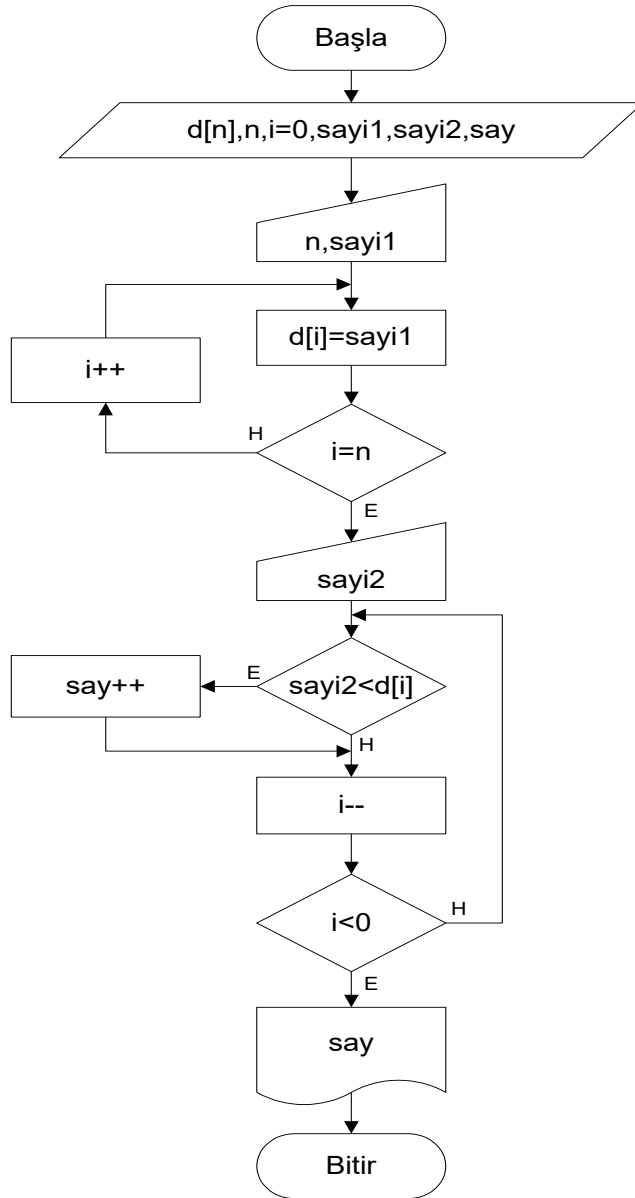 Başla
d[n],n,i=0,sayi1,sayi2,say
n,sayi1
d[i]=sayi1
i++
H
i=n
E
sayi2
E
sayi2<d[i]
say++
H
i--
H
i<0
E
say
Bitir